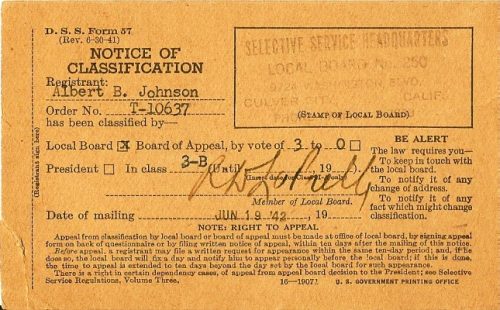 D. S. S. Form 57
(Rev. 6-30-41)
NOTICE OF
CLASSIFICATION
Registrant:
Albert B. Johnson
Order No. T-10637
has been classified by—
SELECTIVE SERVICE HEADQUARTERS
LOCAL BOARD NO. 250
CULVER CALIF.
(STAMP OF LOCAL BOARD)
Local Board ☒ Board of Appeal, by vote of 3 to 0 ☐
President ☐ In class 3-B (Until 19 )
Member of Local Board.
Date of mailing JUN 19 '42 , 19
(Registrant sign here)
BE ALERT
The law requires you—
To keep in touch with
the local board.
To notify it of any
change of address.
To notify it of any
fact which might change
classification.
NOTE: RIGHT TO APPEAL
Appeal from classification by local board or board of appeal must be made at office of local board, by signing appeal
form on back of questionnaire or by filing written notice of appeal, within ten days after the mailing of this notice.
Before appeal a registrant may file a written request for appearance within the same ten-day period; and, if he
does so, the local board will fix a day and notify him to appear personally before the local board; if this is done,
the time to appeal is extended to ten days beyond the day set by the local board for such appearance.
There is a right in certain dependency cases, of appeal from appeal board decision to the President; see Selective
Service Regulations, Volume Three.
16—19071 U. S. GOVERNMENT PRINTING OFFICE